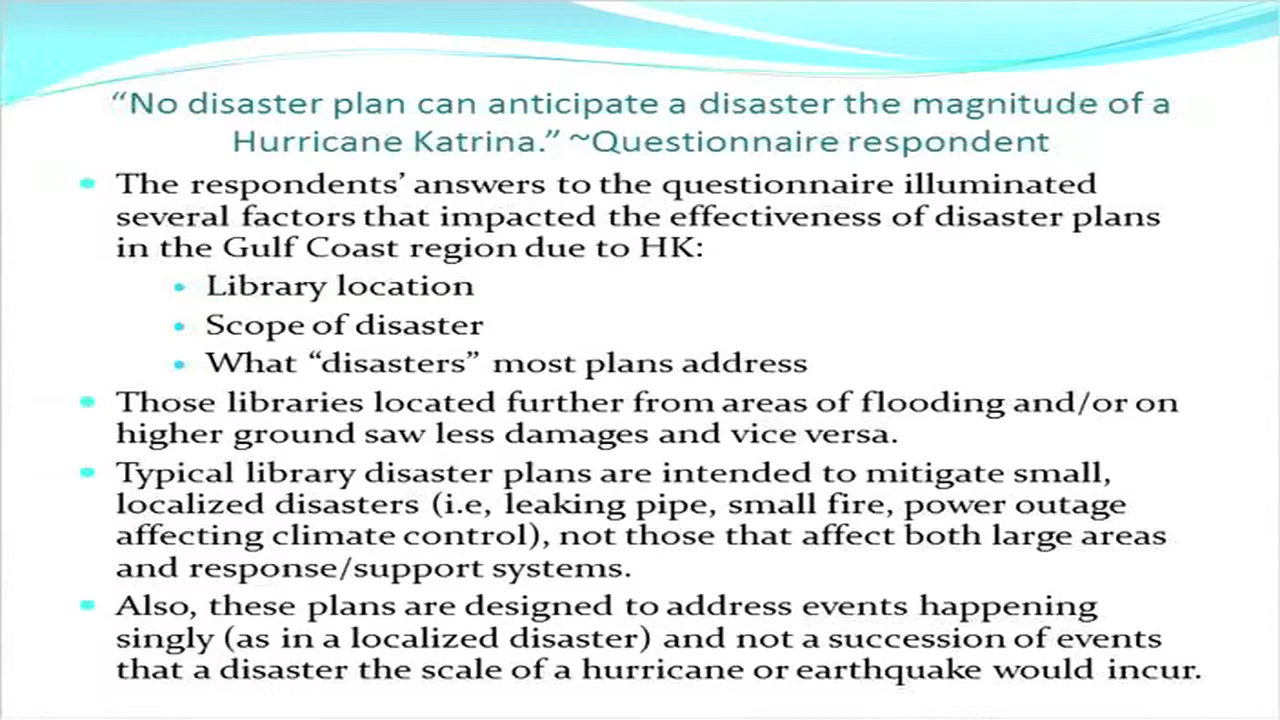 “No disaster plan can anticipate a disaster the magnitude of a
Hurricane Katrina.” ~Questionnaire respondent
• The respondents’ answers to the questionnaire illuminated
several factors that impacted the effectiveness of disaster plans
in the Gulf Coast region due to HK:
• Library location
• Scope of disaster
• What “disasters” most plans address
• Those libraries located further from areas of flooding and/or on
higher ground saw less damages and vice versa.
• Typical library disaster plans are intended to mitigate small,
localized disasters (i.e, leaking pipe, small fire, power outage
affecting climate control), not those that affect both large areas
and response/support systems.
• Also, these plans are designed to address events happening
singly (as in a localized disaster) and not a succession of events
that a disaster the scale of a hurricane or earthquake would incur.